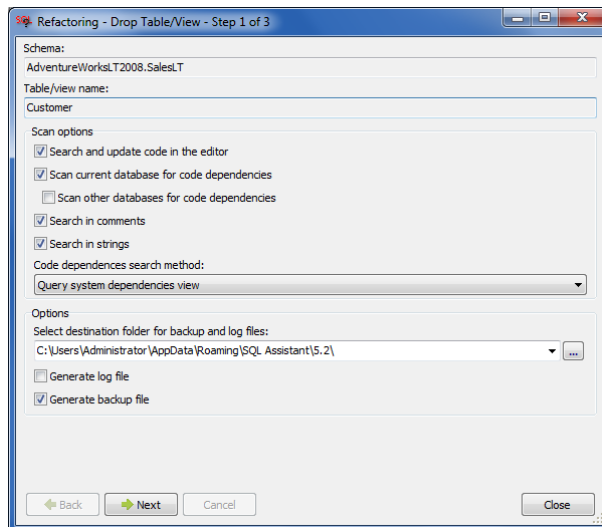 SQL Refactoring - Drop Table/View - Step 1 of 3
Schema:
AdventureWorksLT2008.SalesLT
Table/view name:
Customer
Scan options
Search and update code in the editor
Scan current database for code dependencies
Scan other databases for code dependencies
Search in comments
Search in strings
Code dependences search method:
Query system dependencies view
Options
Select destination folder for backup and log files:
C:\Users\Administrator\AppData\Roaming\SQL Assistant\5.2\
...
Generate log file
Generate backup file
Back Next Cancel Close